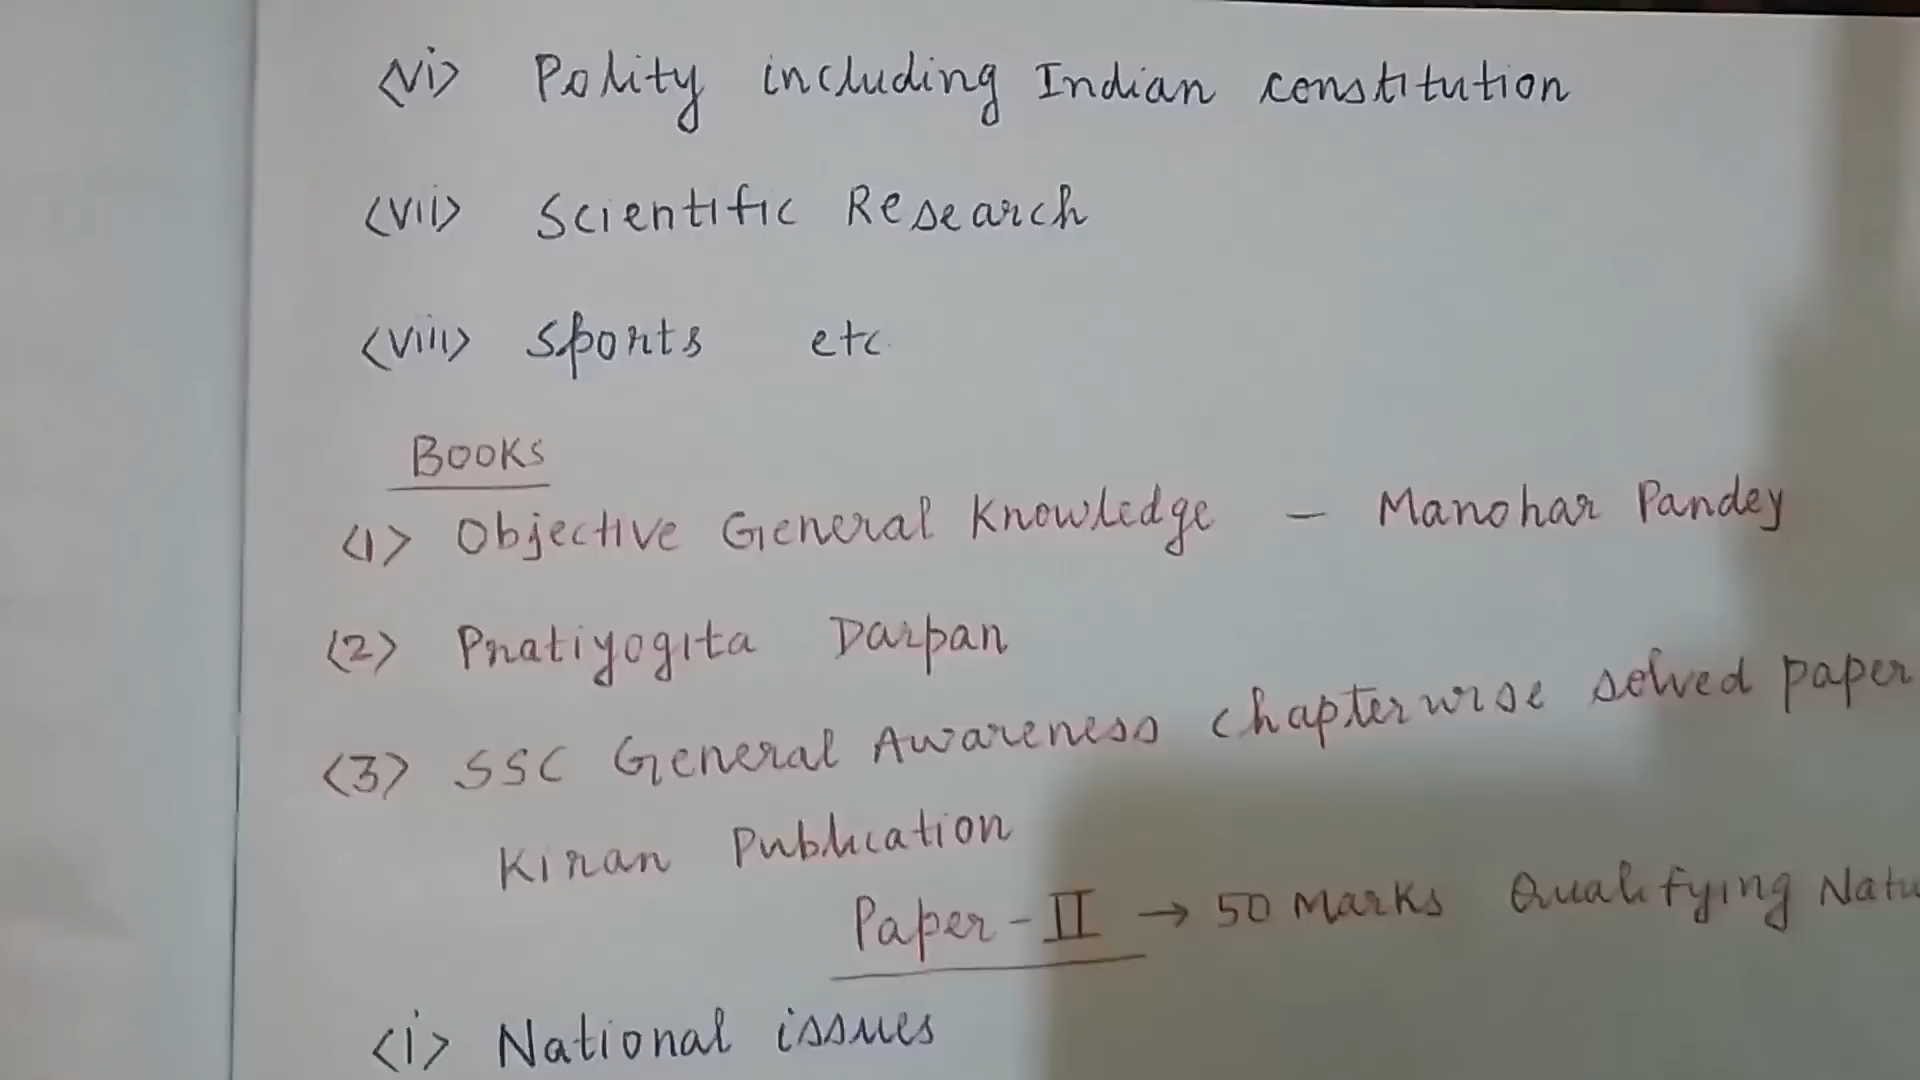 <vi> Polity including Indian constitution
<vii> Scientific Research
<viii> Sports etc
Books
<1> Objective General Knowledge - Manohar Pandey
<2> Pratiyogita Darpan
<3> SSC General Awareness chapterwise solved paper
Kiran Publication
Paper-II → 50 Marks Qualifying Natu
<i> National issues